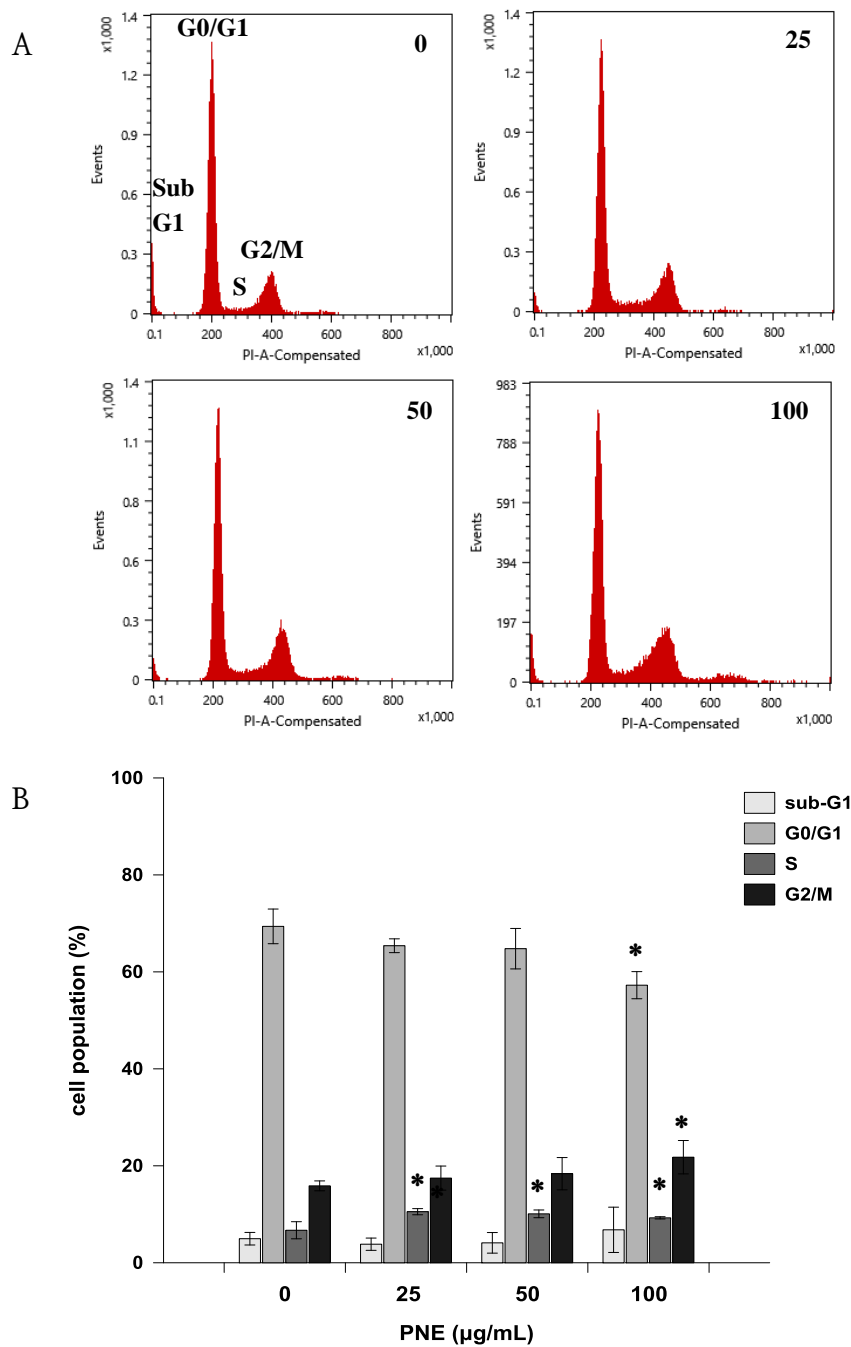 A
x1,000
1.4
1.2
0.9
0.6
0.3
0
Events
G0/G1
0
Sub
G1
G2/M
S
0.1 200 400 600 800
x1,000
PI-A-Compensated
x1,000
1.4
1.2
0.9
0.6
0.3
0
Events
25
0.1 200 400 600 800
x1,000
PI-A-Compensated
x1,000
1.4
1.1
0.8
0.6
0.3
0
Events
50
0.1 200 400 600 800
x1,000
PI-A-Compensated
983
788
591
394
197
0
Events
100
0.1 200 400 600 800
x1,000
PI-A-Compensated
B
100
80
60
40
20
0
cell population (%)
sub-G1
G0/G1
S
G2/M
* * * * * *
0 25 50 100
PNE (µg/mL)